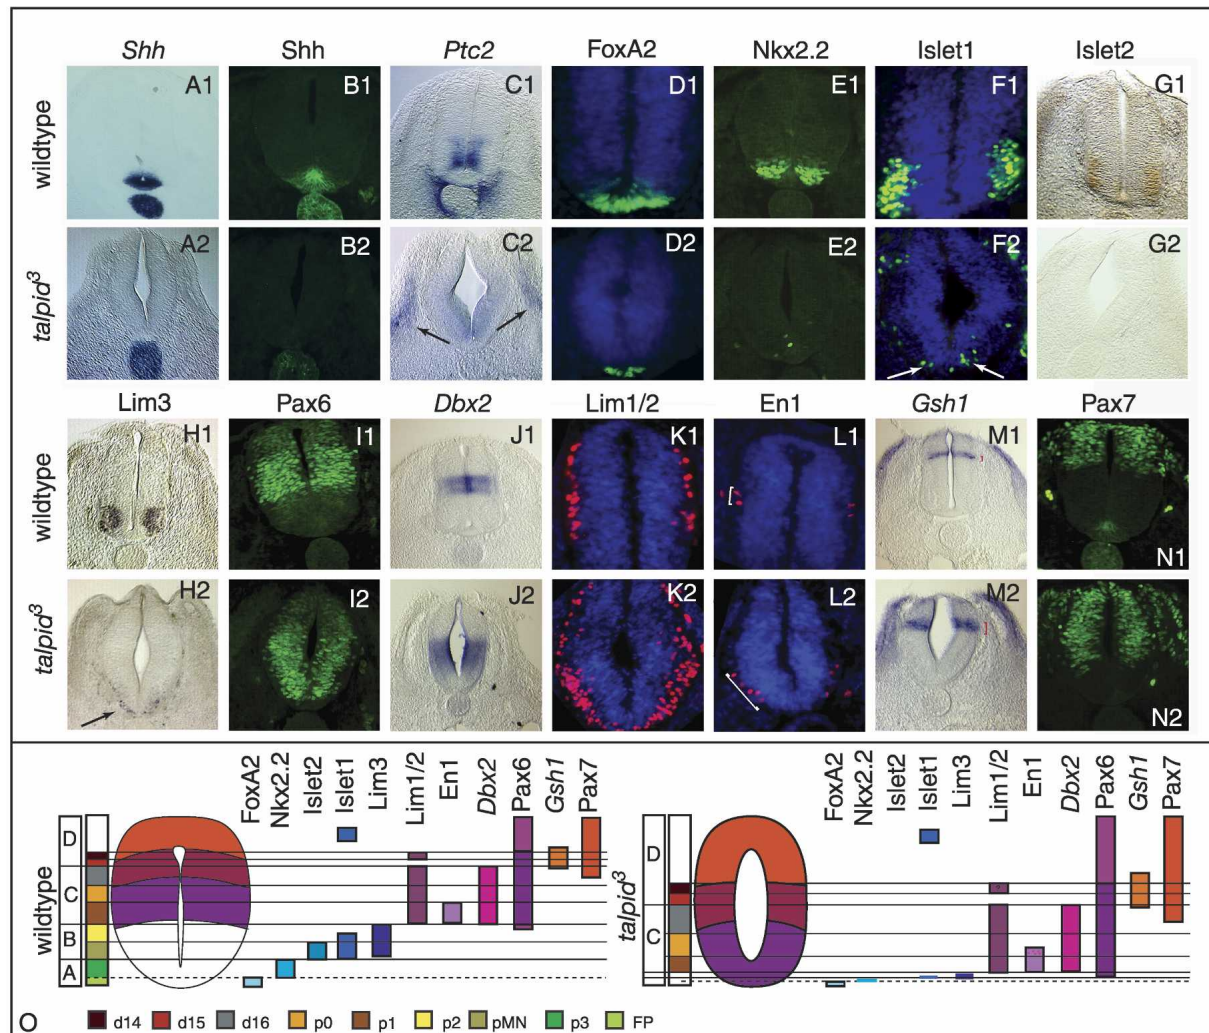 Shh Shh Ptc2 FoxA2 Nkx2.2 Islet1 Islet2
wildtype
A1 B1 C1 D1 E1 F1 G1
talpid³
A2 B2 C2 D2 E2 F2 G2
Lim3 Pax6 Dbx2 Lim1/2 En1 Gsh1 Pax7
wildtype
H1 I1 J1 K1 L1 M1 N1
talpid³
H2 I2 J2 K2 L2 M2 N2
FoxA2 Nkx2.2 Islet2 Islet1 Lim3 Lim1/2 En1 Dbx2 Pax6 Gsh1 Pax7
wildtype
D
C
B
A
FoxA2 Nkx2.2 Islet2 Islet1 Lim3 Lim1/2 En1 Dbx2 Pax6 Gsh1 Pax7
talpid³
D
C
O d14 d15 d16 p0 p1 p2 pMN p3 FP